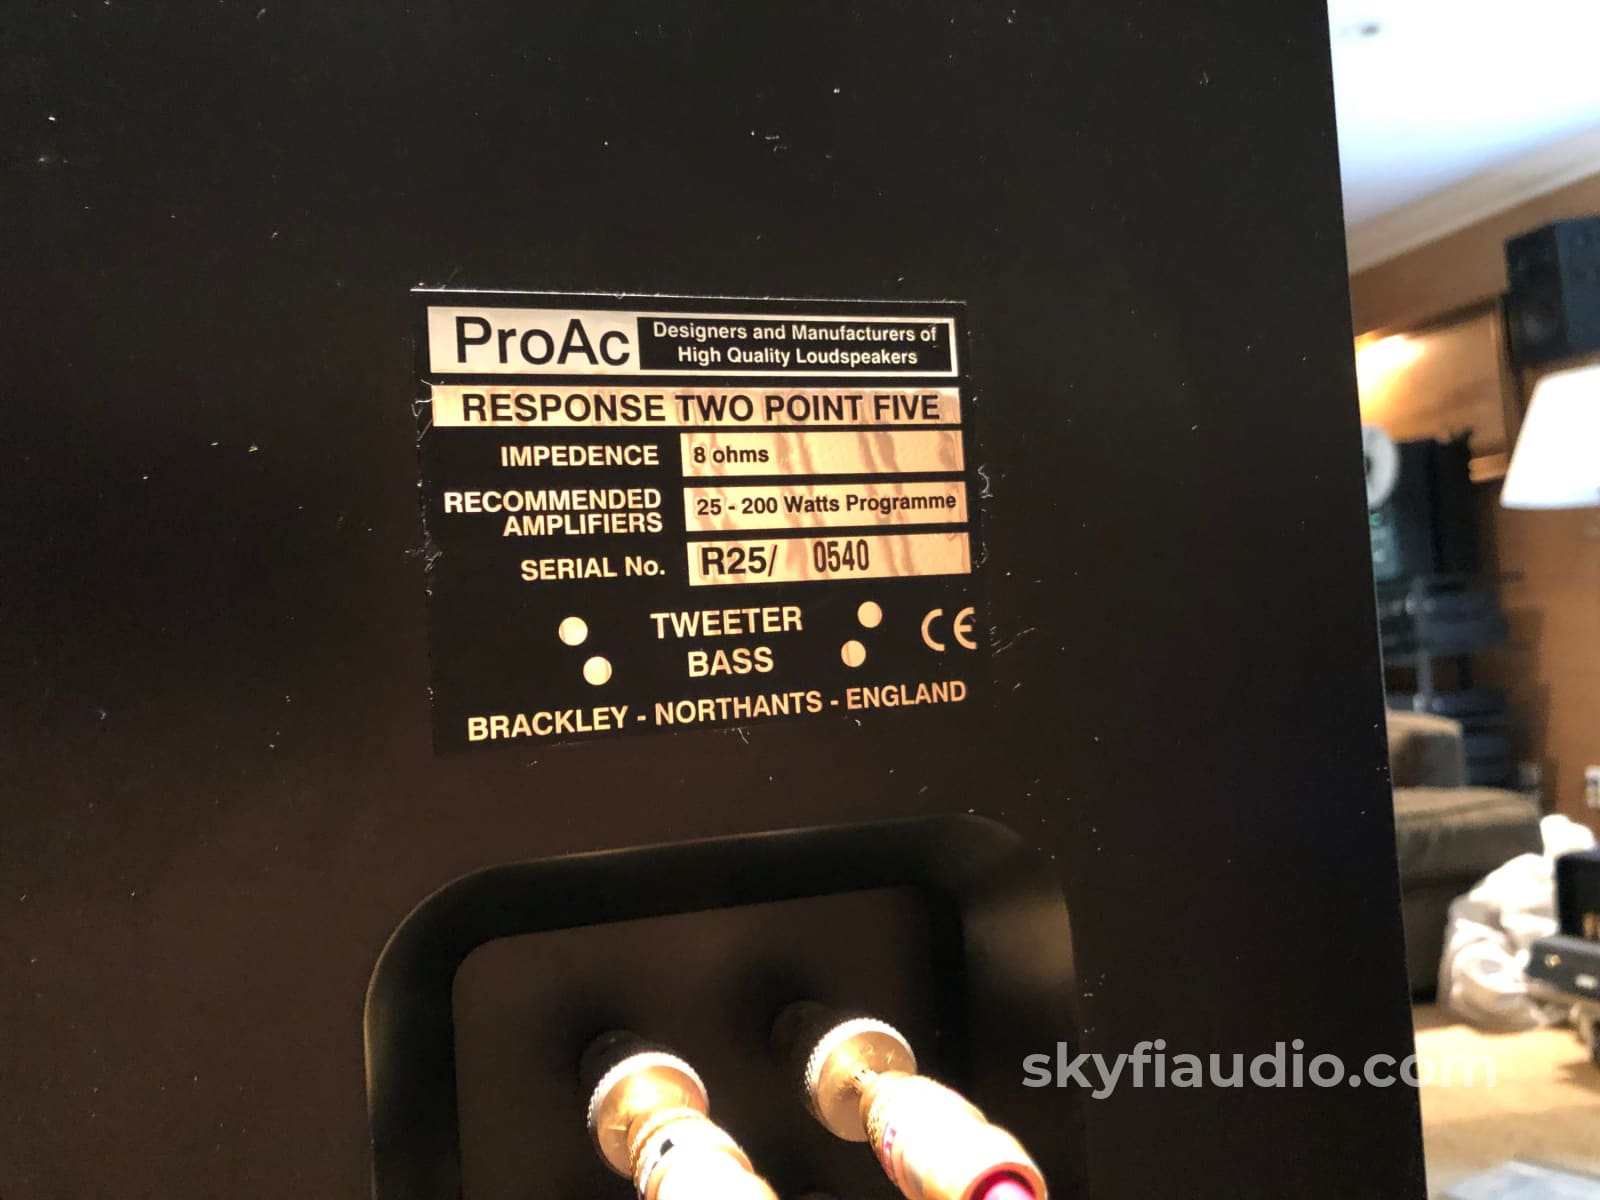 ProAc
Designers and Manufacturers of
High Quality Loudspeakers
RESPONSE TWO POINT FIVE
IMPEDENCE 8 ohms
RECOMMENDED
AMPLIFIERS 25 - 200 Watts Programme
SERIAL No. R25/ 0540
TWEETER
BASS
CE
BRACKLEY - NORTHANTS - ENGLAND
skyfiaudio.com